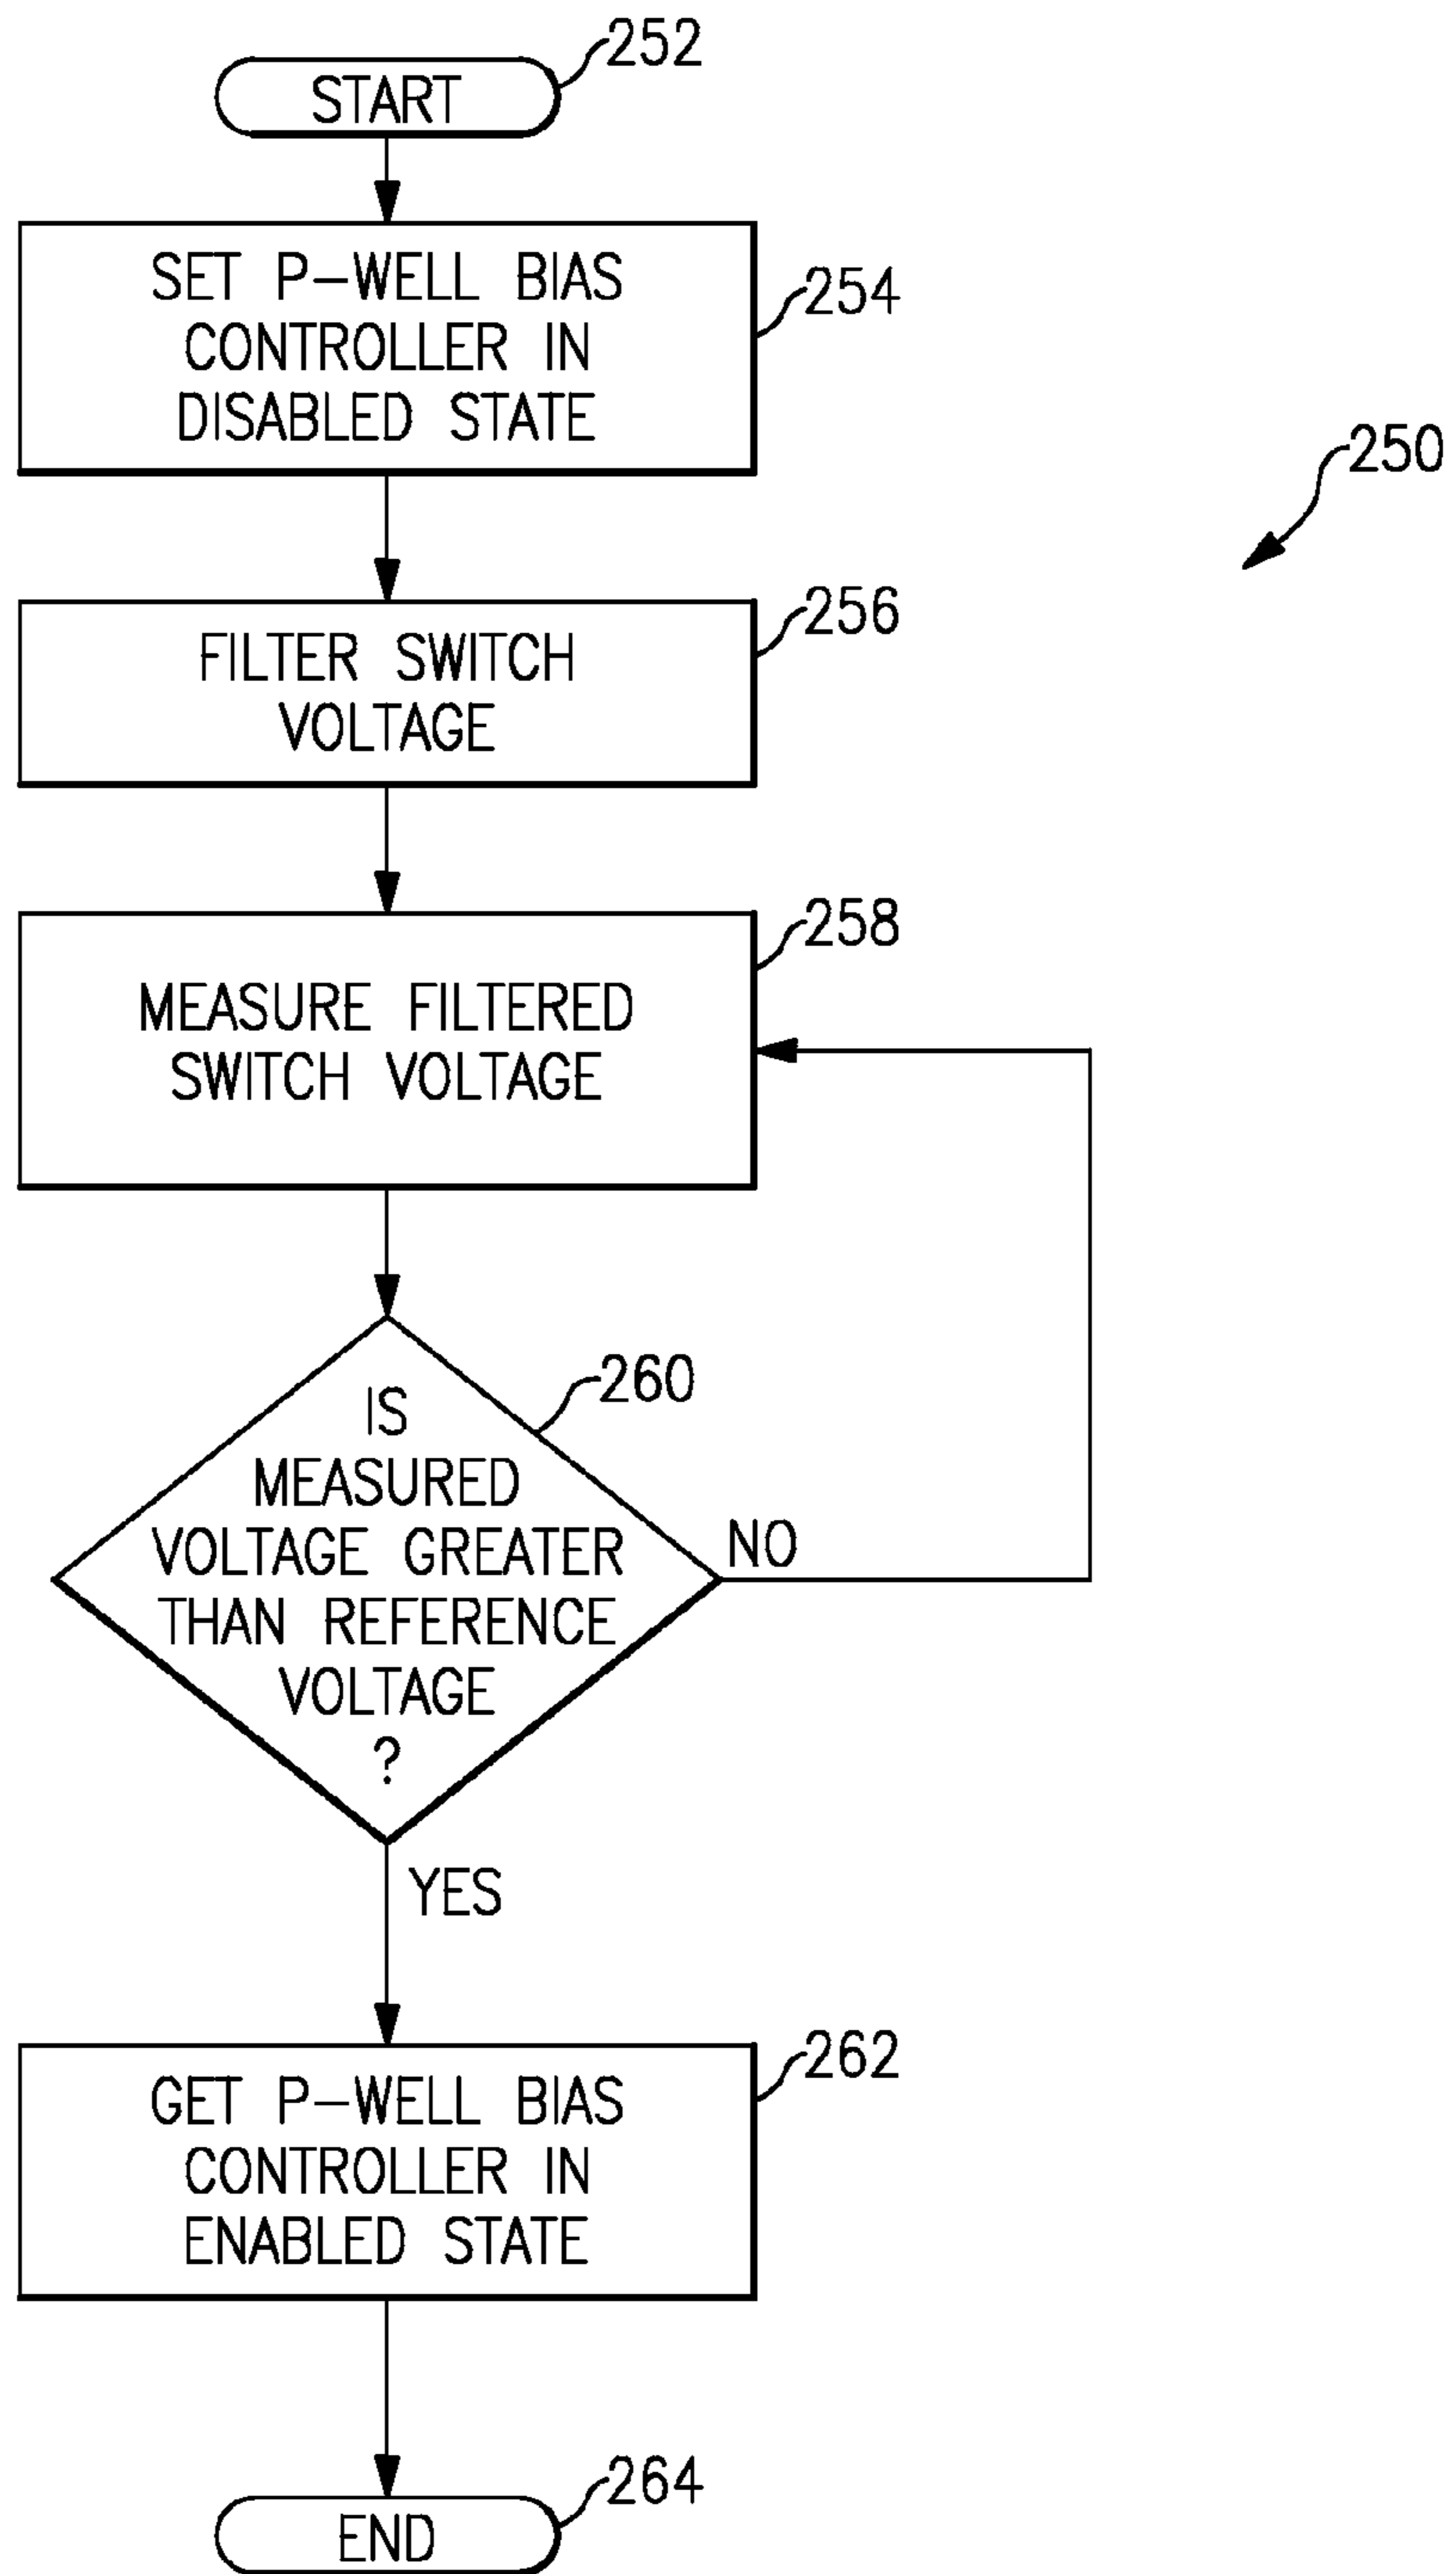 START
252
SET P-WELL BIAS
CONTROLLER IN
DISABLED STATE
254
250
FILTER SWITCH
VOLTAGE
256
MEASURE FILTERED
SWITCH VOLTAGE
258
IS
MEASURED
VOLTAGE GREATER
THAN REFERENCE
VOLTAGE
?
260
NO
YES
GET P-WELL BIAS
CONTROLLER IN
ENABLED STATE
262
END
264